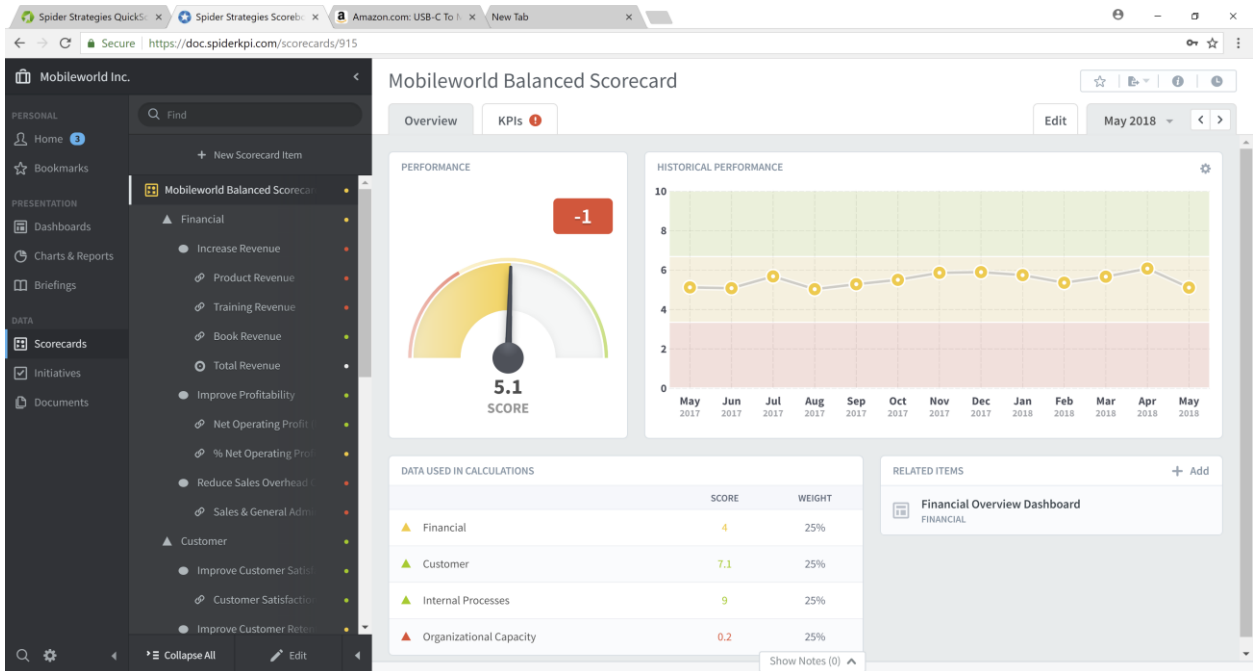 Spider Strategies QuickSc
Spider Strategies Scorebo
Amazon.com: USB-C To
New Tab
Secure
https://doc.spiderkpi.com/scorecards/915
Mobileworld Inc.
PERSONAL
Home 3
Bookmarks
PRESENTATION
Dashboards
Charts & Reports
Briefings
DATA
Scorecards
Initiatives
Documents
Find
+ New Scorecard Item
Mobileworld Balanced Scorecar
Financial
Increase Revenue
Product Revenue
Training Revenue
Book Revenue
Total Revenue
Improve Profitability
Net Operating Profit
% Net Operating Prof
Reduce Sales Overhead
Sales & General Admi
Customer
Improve Customer Satis
Customer Satisfaction
Improve Customer Reten
Collapse All
Edit
Mobileworld Balanced Scorecard
Overview
KPIs
Edit
May 2018
PERFORMANCE
-1
5.1
SCORE
HISTORICAL PERFORMANCE
10
8
6
4
2
0
May Jun Jul Aug Sep Oct Nov Dec Jan Feb Mar Apr May
2017 2017 2017 2017 2017 2017 2017 2017 2018 2018 2018 2018 2018
DATA USED IN CALCULATIONS
SCORE WEIGHT
Financial 4 25%
Customer 7.1 25%
Internal Processes 9 25%
Organizational Capacity 0.2 25%
RELATED ITEMS
+ Add
Financial Overview Dashboard
FINANCIAL
Show Notes (0)